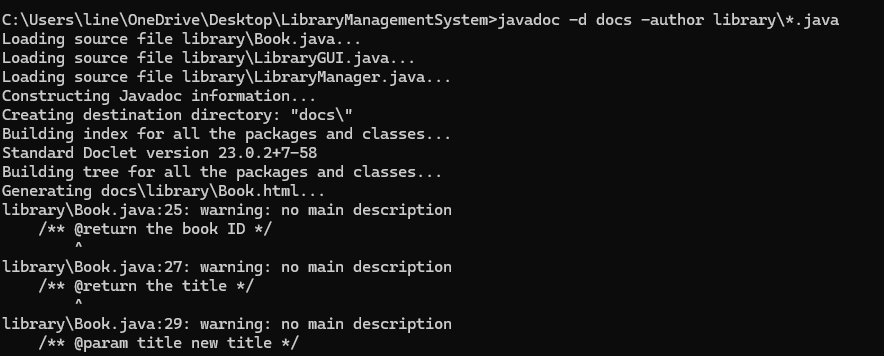 C:\Users\line\OneDrive\Desktop\LibraryManagementSystem>javadoc -d docs -author library\*.java
Loading source file library\Book.java...
Loading source file library\LibraryGUI.java...
Loading source file library\LibraryManager.java...
Constructing Javadoc information...
Creating destination directory: "docs\"
Building index for all the packages and classes...
Standard Doclet version 23.0.2+7-58
Building tree for all the packages and classes...
Generating docs\library\Book.html...
library\Book.java:25: warning: no main description
    /** @return the book ID */
        ^
library\Book.java:27: warning: no main description
    /** @return the title */
        ^
library\Book.java:29: warning: no main description
    /** @param title new title */